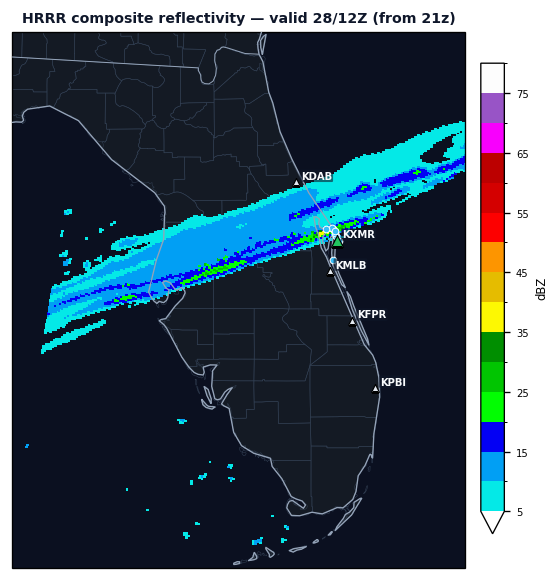 HRRR composite reflectivity — valid 28/12Z (from 21z)
KDAB
KXMR
KMLB
KFPR
KPBI
75
65
55
45
35
25
15
5
dBZ